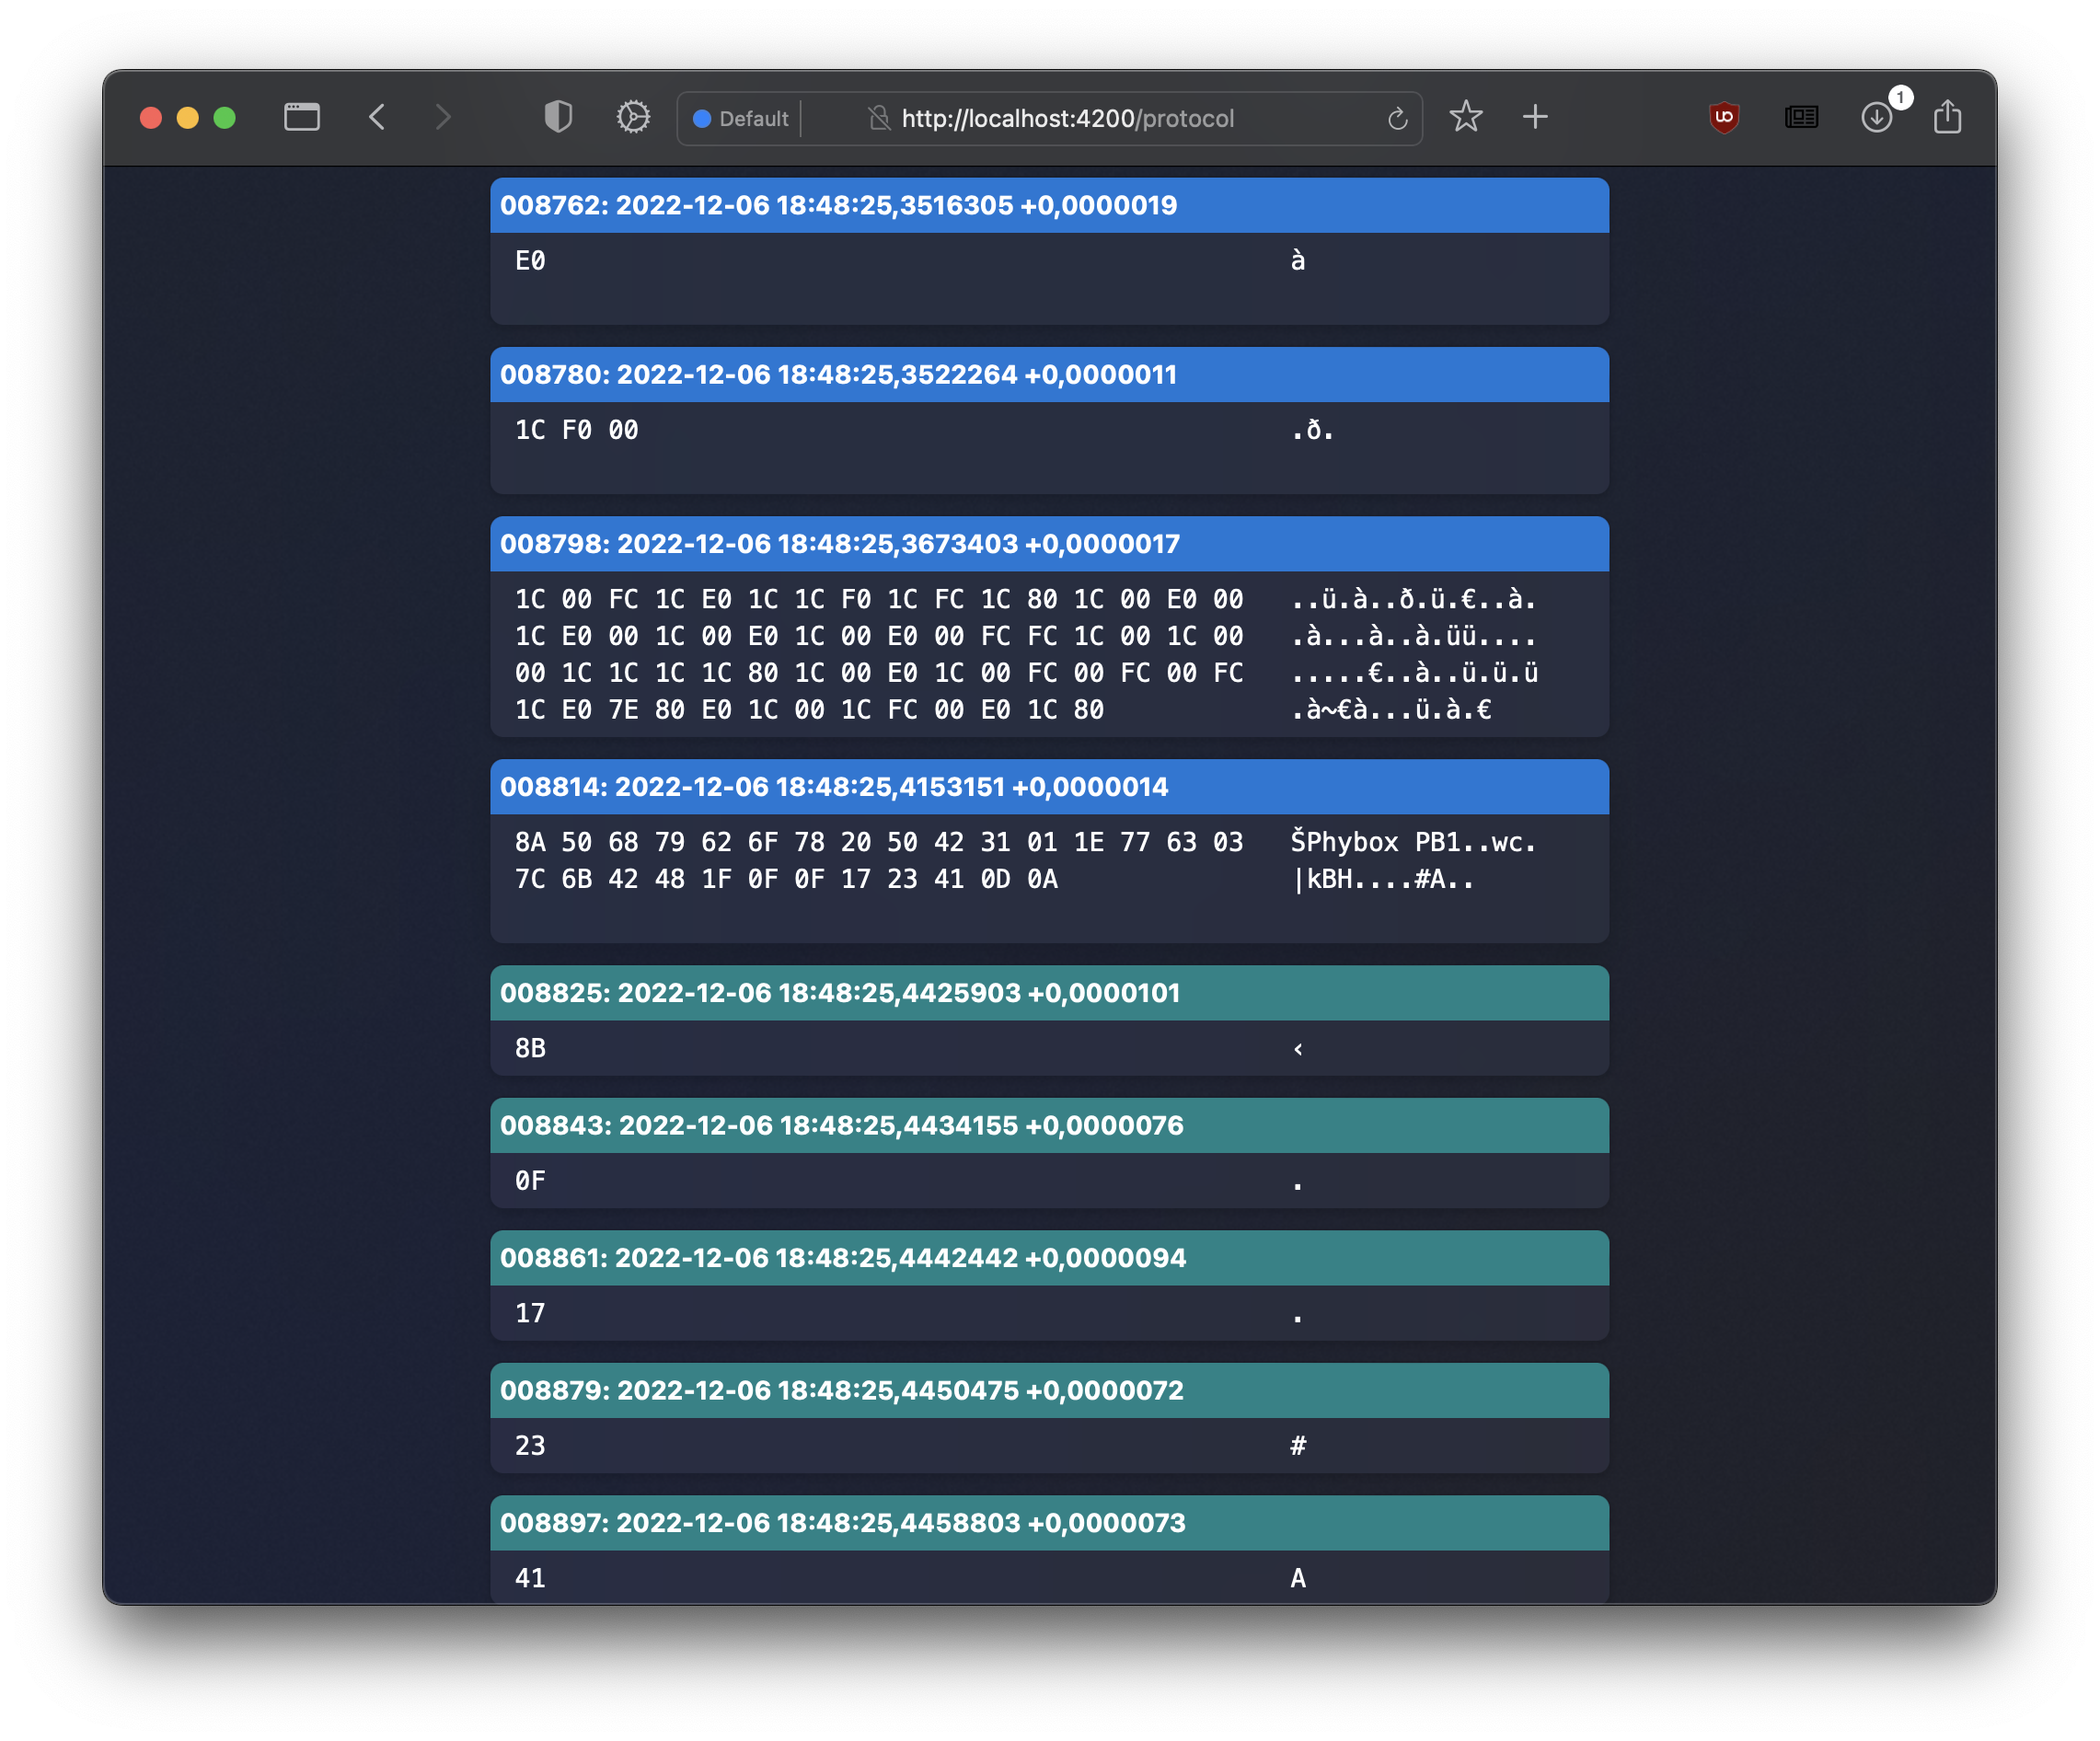 Default http://localhost:4200/protocol
1
008762: 2022-12-06 18:48:25,3516305 +0,0000019
E0 à
008780: 2022-12-06 18:48:25,3522264 +0,0000011
1C F0 00 .ð.
008798: 2022-12-06 18:48:25,3673403 +0,0000017
1C 00 FC 1C E0 1C 1C F0 1C FC 1C 80 1C 00 E0 00 ..ü.à..ð.ü.€..à.
1C E0 00 1C 00 E0 1C 00 E0 00 FC FC 1C 00 1C 00 .à...à..à.üü....
00 1C 1C 1C 1C 80 1C 00 E0 1C 00 FC 00 FC 00 FC .....€..à..ü.ü.ü
1C E0 7E 80 E0 1C 00 1C FC 00 E0 1C 80 .à~€à...ü.à.€
008814: 2022-12-06 18:48:25,4153151 +0,0000014
8A 50 68 79 62 6F 78 20 50 42 31 01 1E 77 63 03 ŠPhybox PB1..wc.
7C 6B 42 48 1F 0F 0F 17 23 41 0D 0A |kBH....#A..
008825: 2022-12-06 18:48:25,4425903 +0,0000101
8B ‹
008843: 2022-12-06 18:48:25,4434155 +0,0000076
0F .
008861: 2022-12-06 18:48:25,4442442 +0,0000094
17 .
008879: 2022-12-06 18:48:25,4450475 +0,0000072
23 #
008897: 2022-12-06 18:48:25,4458803 +0,0000073
41 A